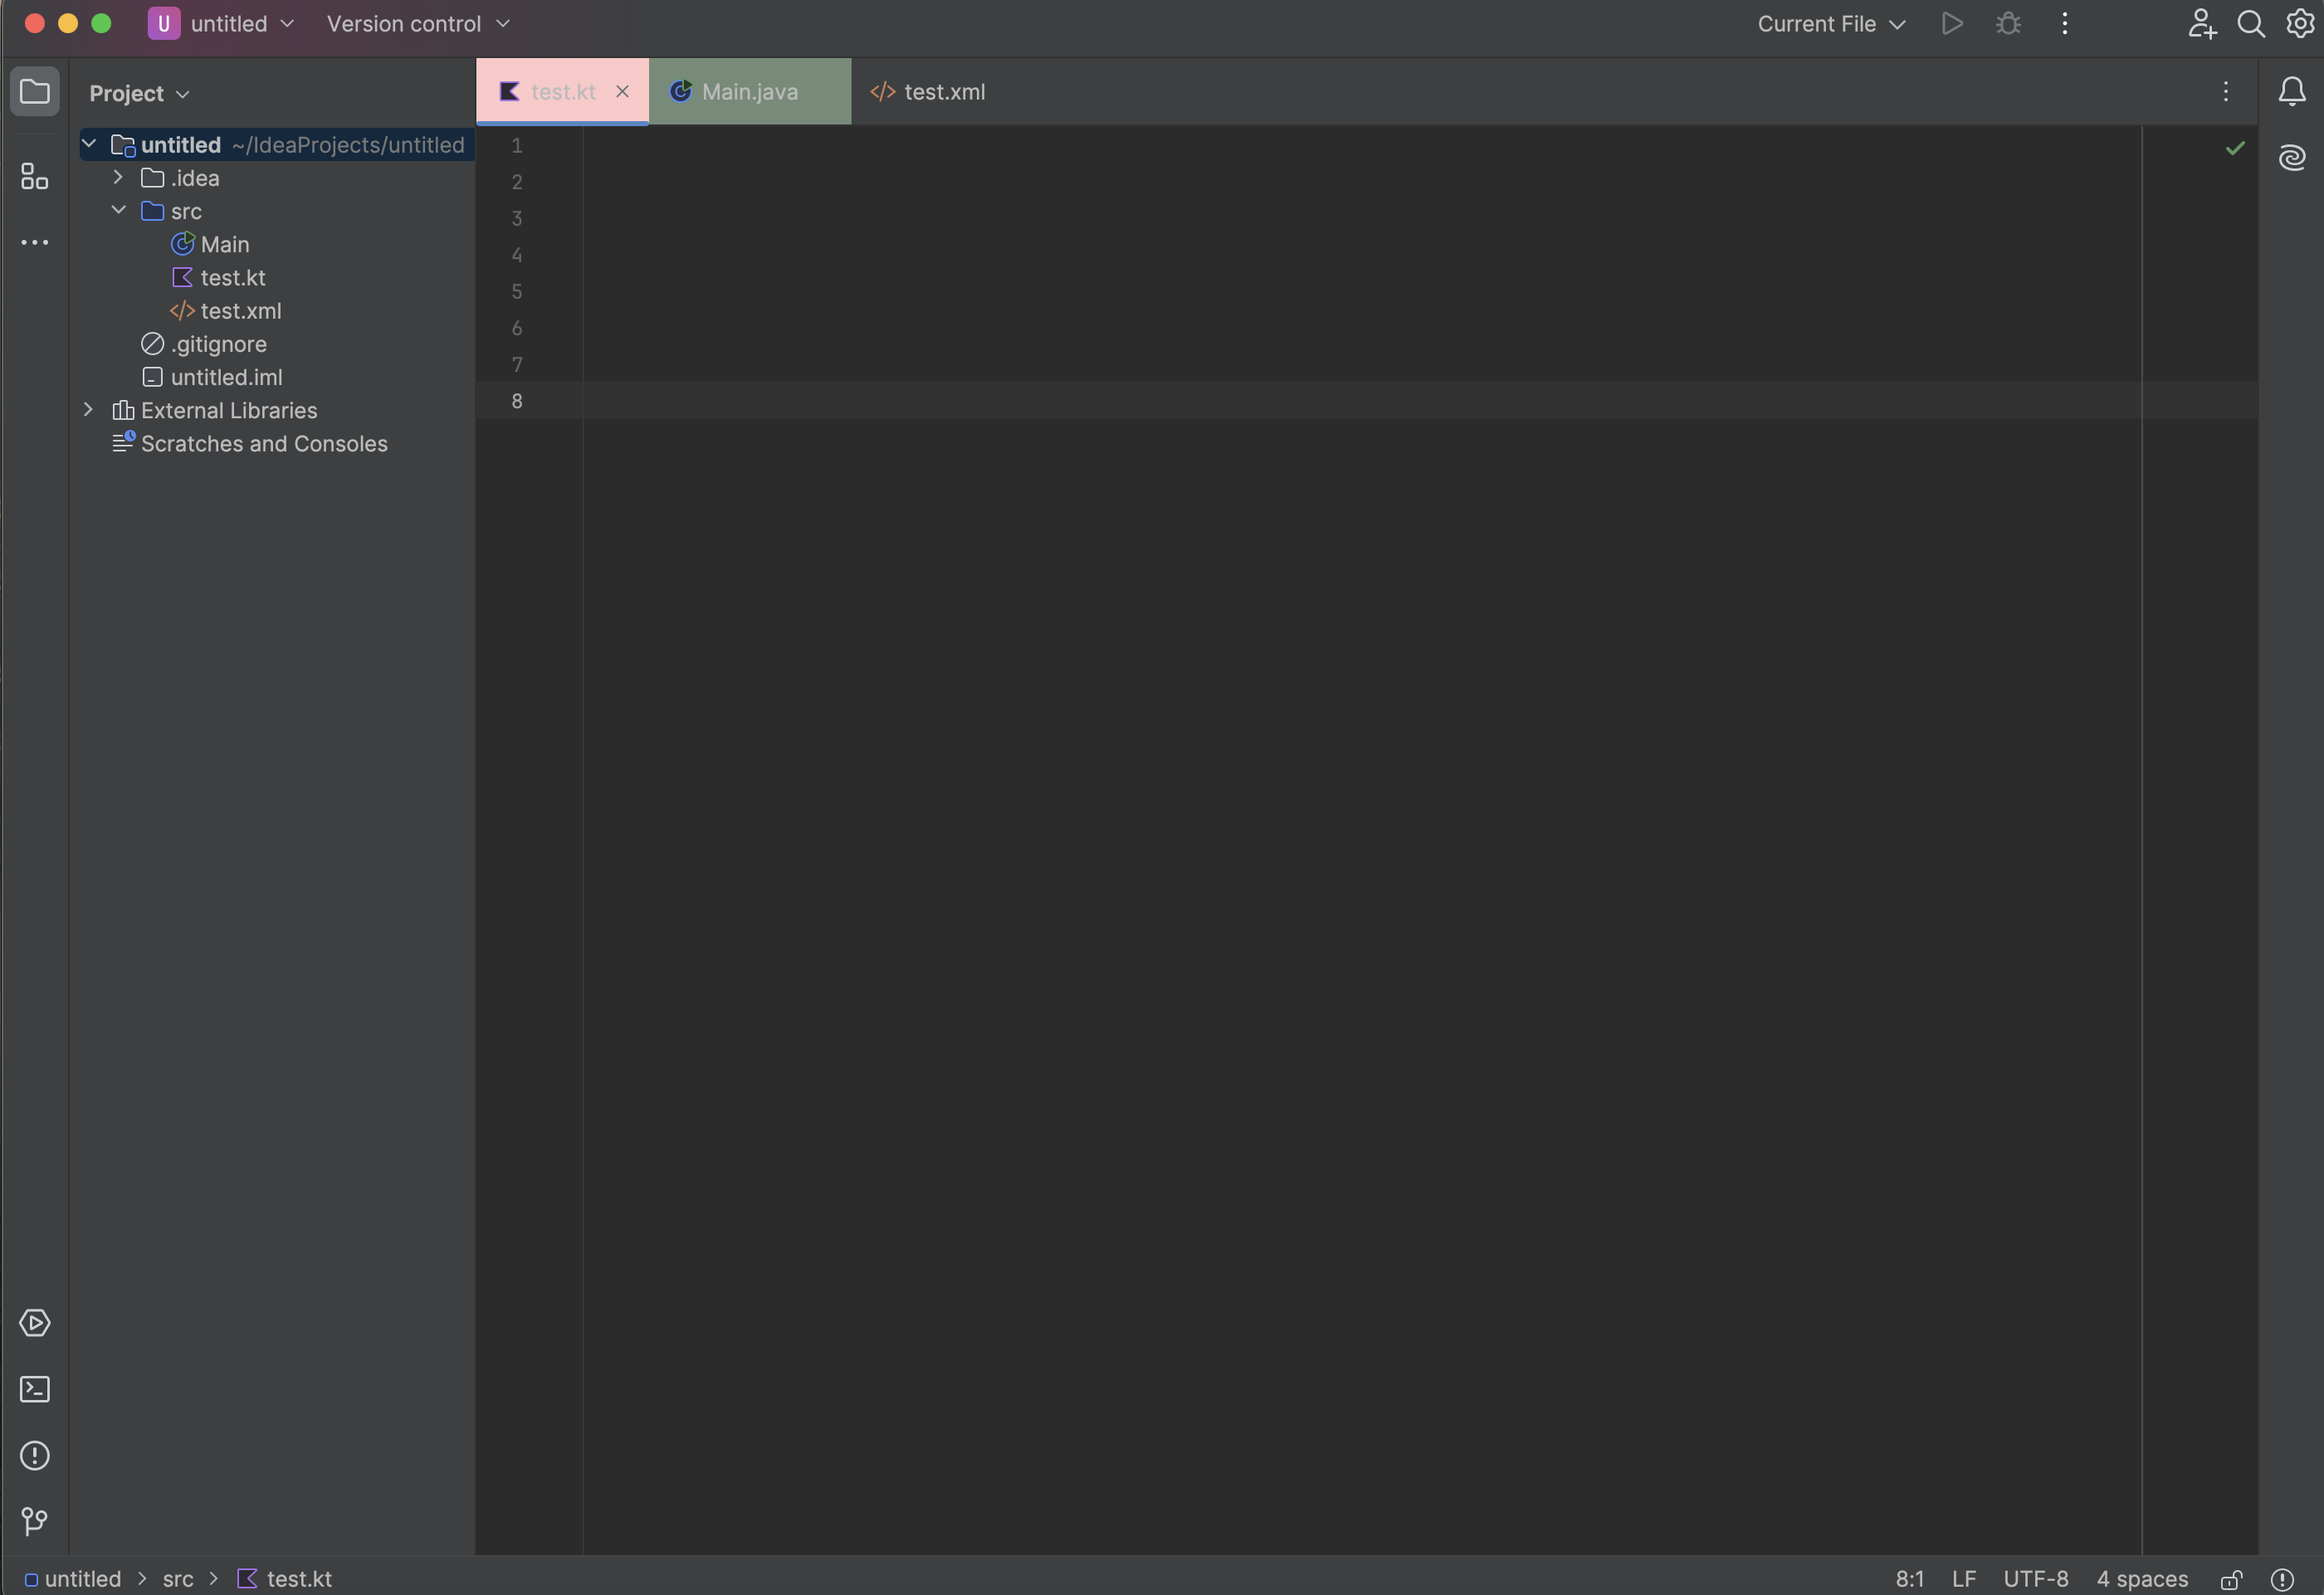 U untitled Version control Current File
Project
test.kt Main.java test.xml
untitled ~/IdeaProjects/untitled
.idea
src
Main
test.kt
test.xml
.gitignore
untitled.iml
External Libraries
Scratches and Consoles
1
2
3
4
5
6
7
8
untitled > src > test.kt 8:1 LF UTF-8 4 spaces